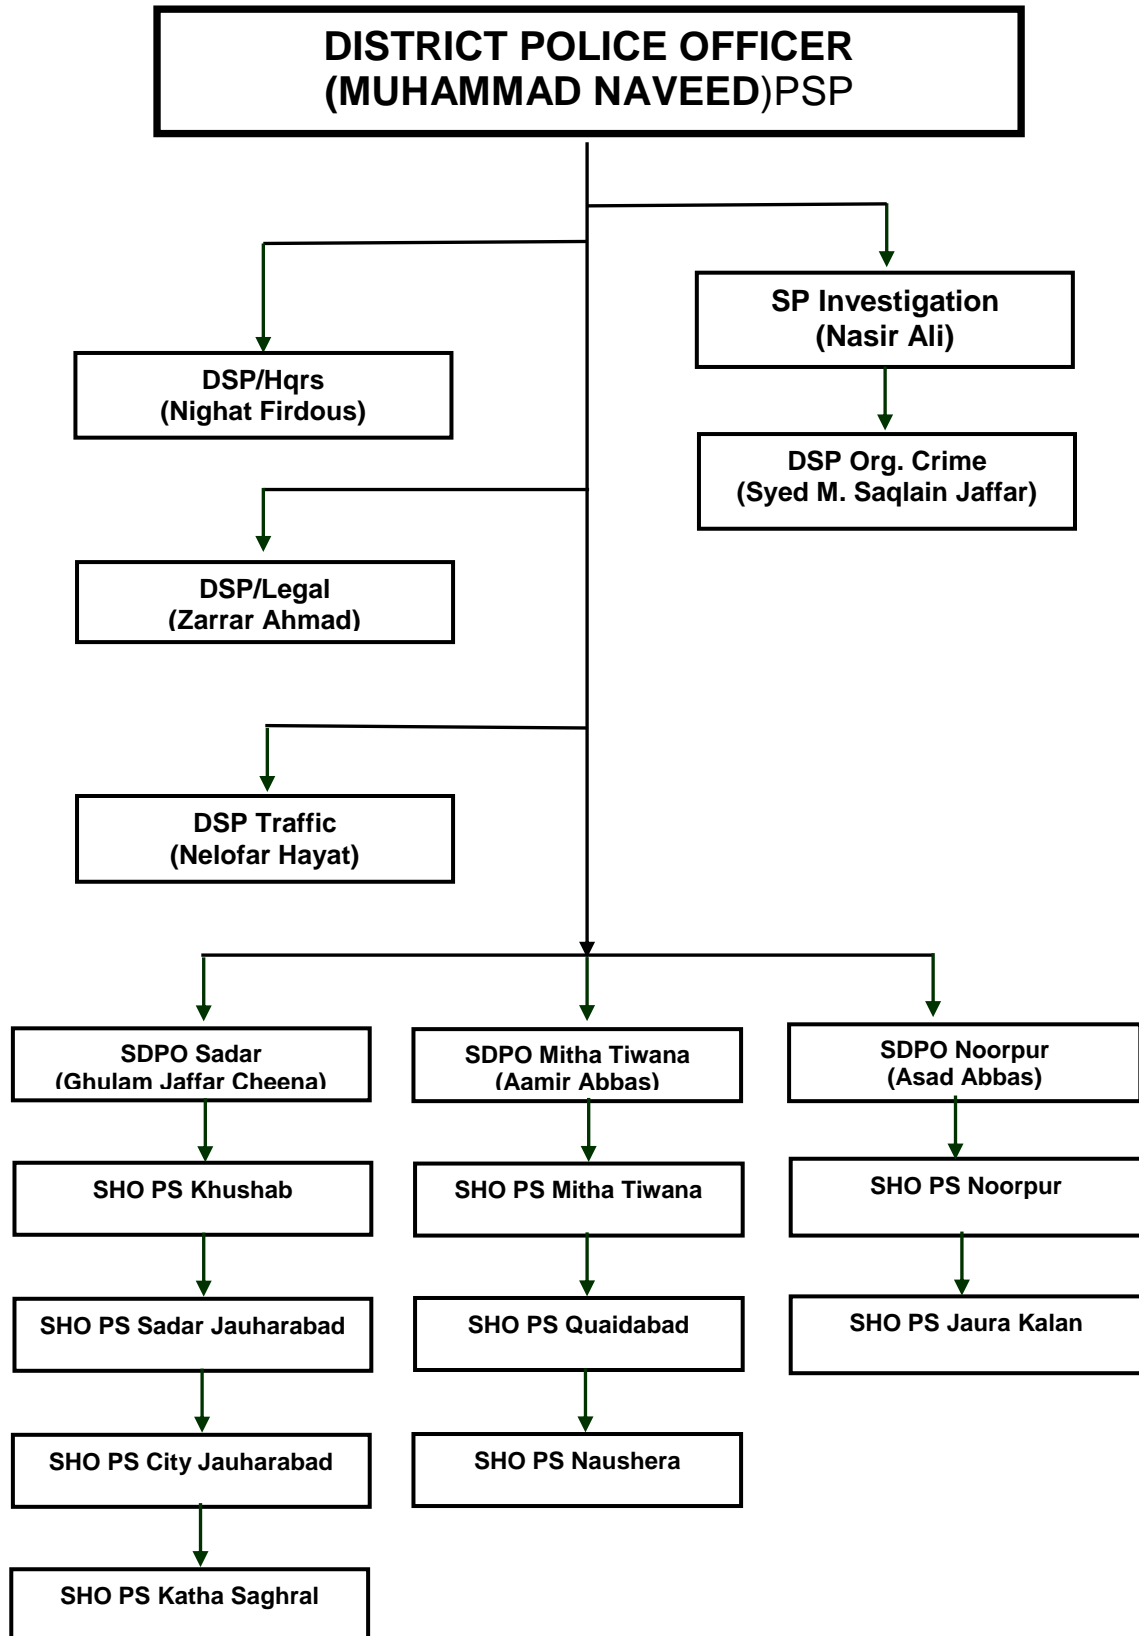 DISTRICT POLICE OFFICER
(MUHAMMAD NAVEED)PSP
SP Investigation
(Nasir Ali)
DSP/Hqrs
(Nighat Firdous)
DSP Org. Crime
(Syed M. Saqlain Jaffar)
DSP/Legal
(Zarrar Ahmad)
DSP Traffic
(Nelofar Hayat)
SDPO Sadar
(Ghulam Jaffar Cheena)
SDPO Mitha Tiwana
(Aamir Abbas)
SDPO Noorpur
(Asad Abbas)
SHO PS Khushab
SHO PS Mitha Tiwana
SHO PS Noorpur
SHO PS Sadar Jauharabad
SHO PS Quaidabad
SHO PS Jaura Kalan
SHO PS City Jauharabad
SHO PS Naushera
SHO PS Katha Saghral